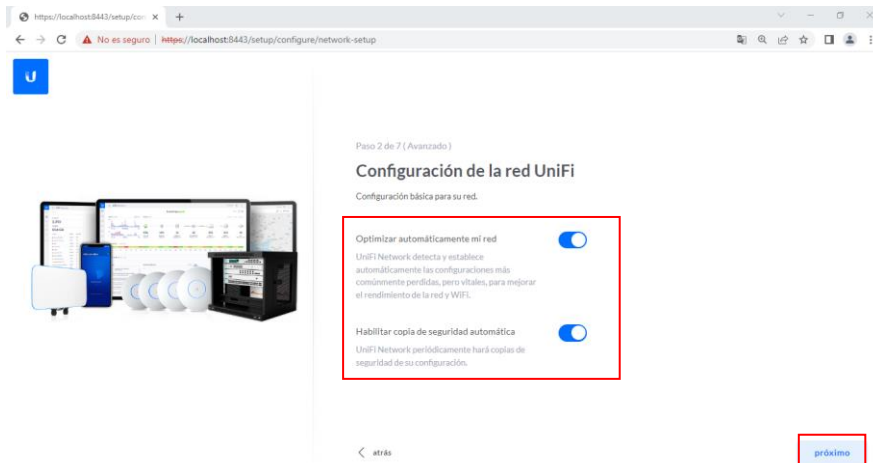 https://localhost:8443/setup/con
No es seguro | https://localhost:8443/setup/configure/network-setup
Paso 2 de 7 ( Avanzado )
Configuración de la red UniFi
Configuración básica para su red.
Optimizar automáticamente mi red
UniFi Network detecta y establece
automáticamente las configuraciones más
comúnmente perdidas, pero vitales, para mejorar
el rendimiento de la red y WiFi.
Habilitar copia de seguridad automática
UniFi Network periódicamente hará copias de
seguridad de su configuración.
atrás
próximo